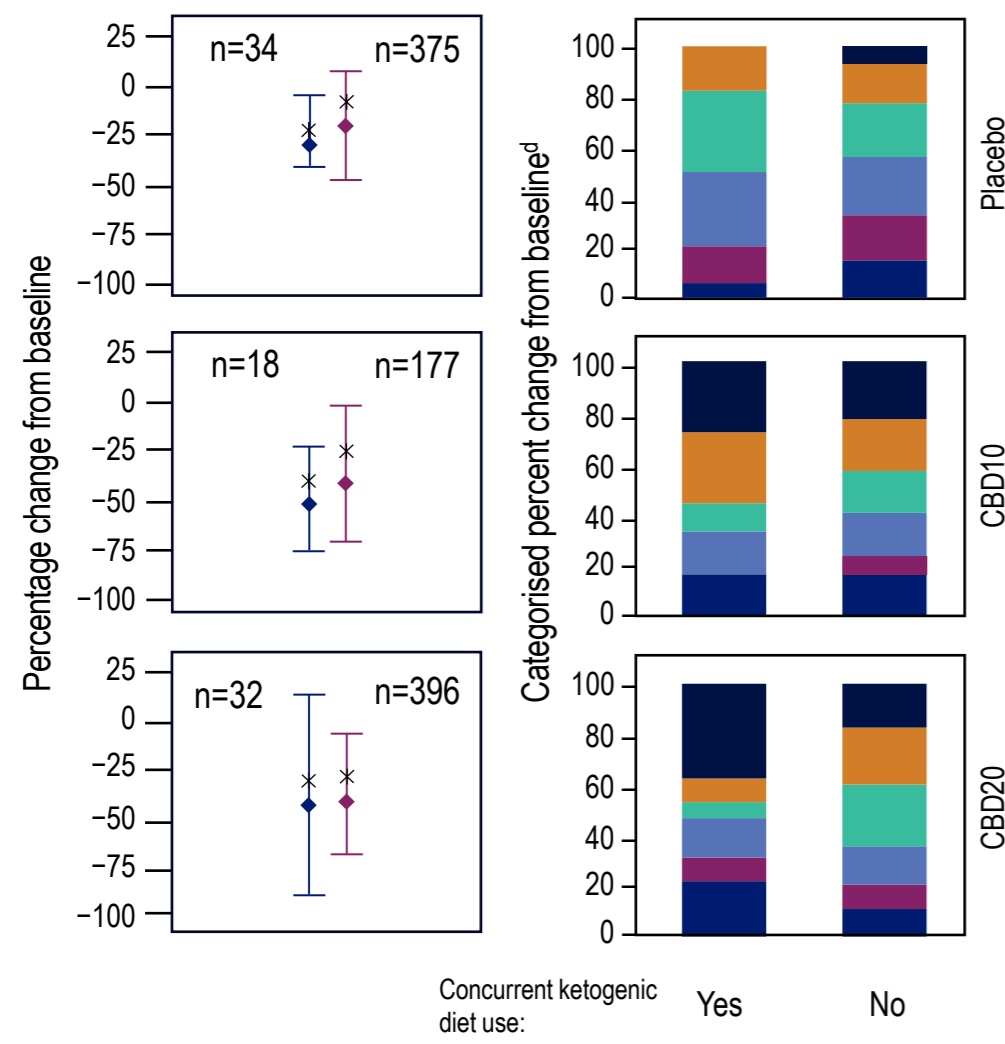 Percentage change from baseline
25
0
−25
−50
−75
−100
n=34
n=375
25
0
−25
−50
−75
−100
n=18
n=177
25
0
−25
−50
−75
−100
n=32
n=396
Categorised percent change from baselineᵈ
100
80
60
40
20
0
Placebo
100
80
60
40
20
0
CBD10
100
80
60
40
20
0
CBD20
Concurrent ketogenic
diet use:
Yes
No